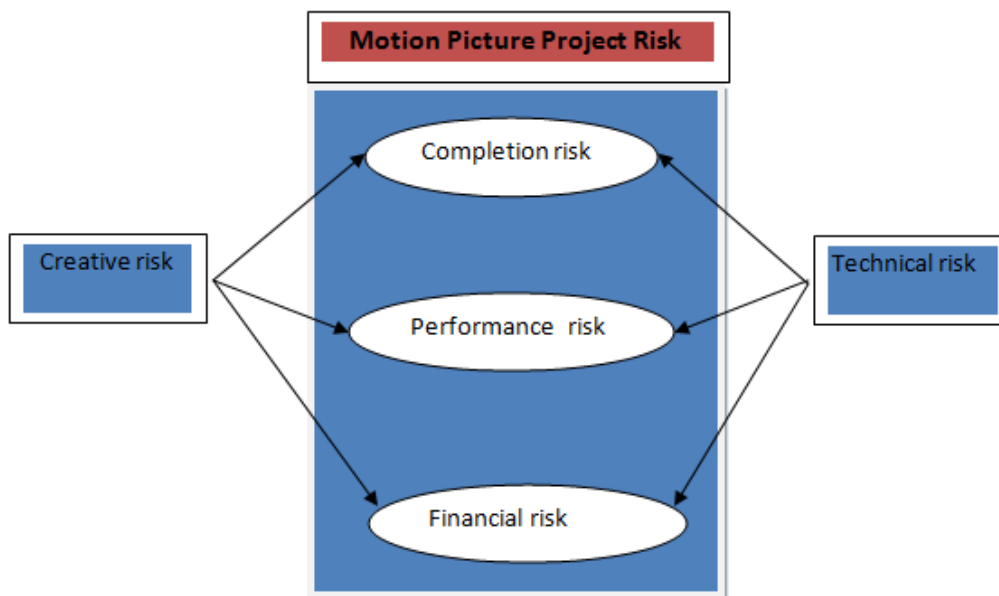 Motion Picture Project Risk
Completion risk
Creative risk
Technical risk
Performance risk
Financial risk